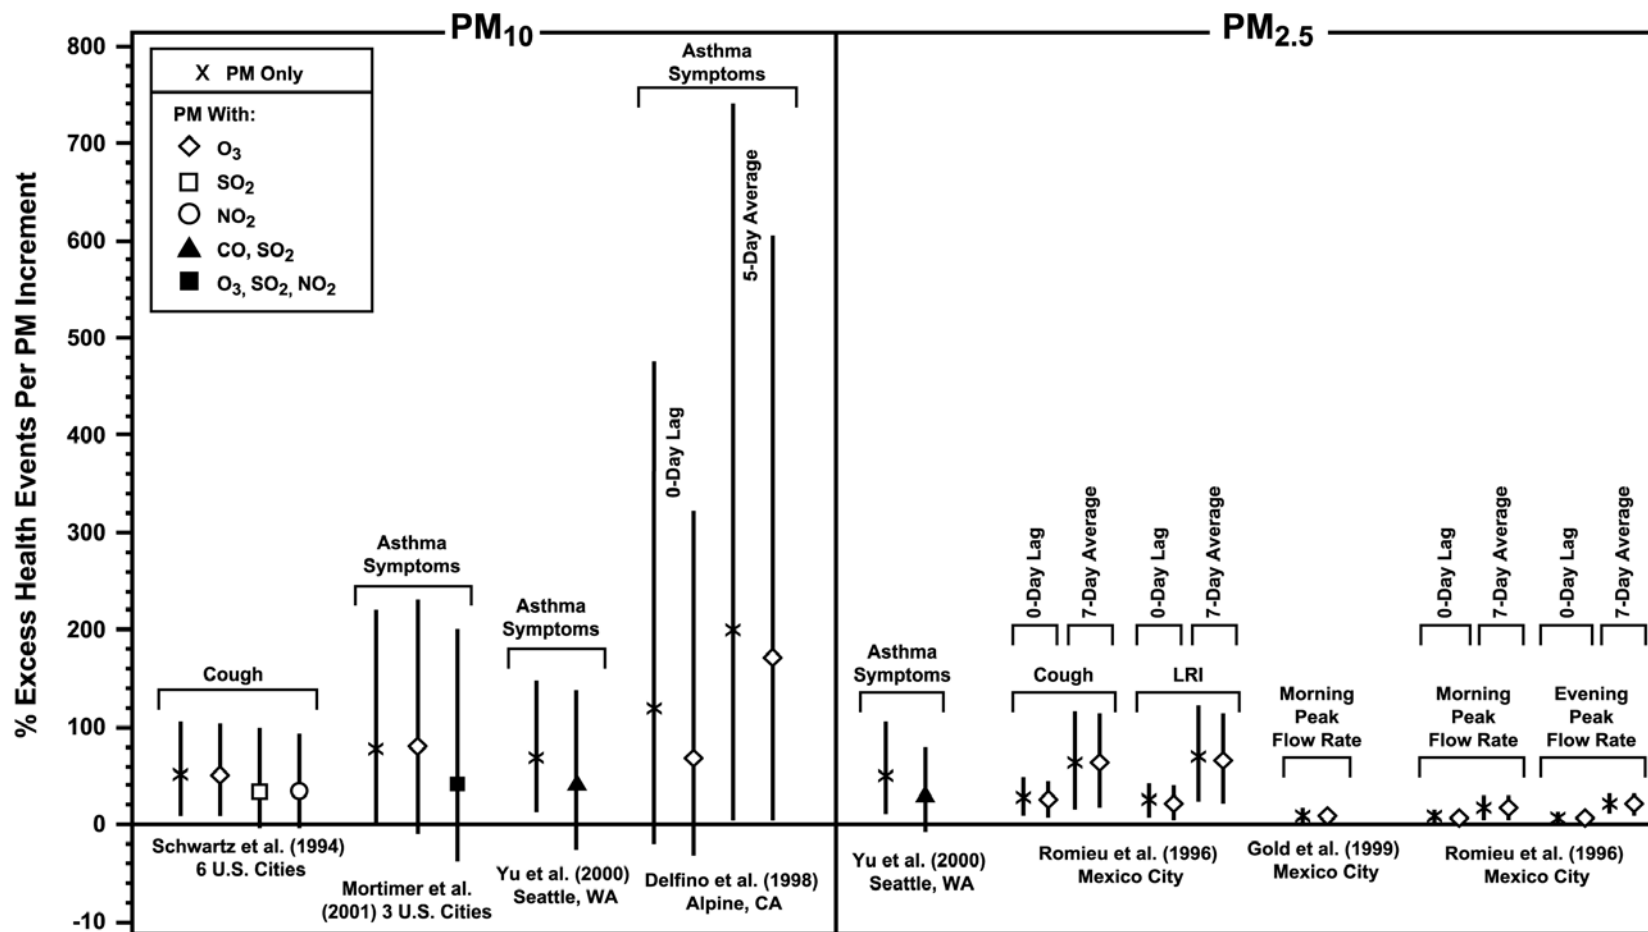 PM10
PM2.5
% Excess Health Events Per PM Increment
800
700
600
500
400
300
200
100
0
-10
X PM Only
PM With:
O3
SO2
NO2
CO, SO2
O3, SO2, NO2
Cough
Schwartz et al. (1994)
6 U.S. Cities
Asthma
Symptoms
Mortimer et al.
(2001) 3 U.S. Cities
Asthma
Symptoms
Yu et al. (2000)
Seattle, WA
Asthma
Symptoms
0-Day Lag
5-Day Average
Delfino et al. (1998)
Alpine, CA
Asthma
Symptoms
Yu et al. (2000)
Seattle, WA
0-Day Lag
7-Day Average
Cough
0-Day Lag
7-Day Average
LRI
Romieu et al. (1996)
Mexico City
Morning
Peak
Flow Rate
Gold et al. (1999)
Mexico City
0-Day Lag
7-Day Average
Morning
Peak
Flow Rate
0-Day Lag
7-Day Average
Evening
Peak
Flow Rate
Romieu et al. (1996)
Mexico City